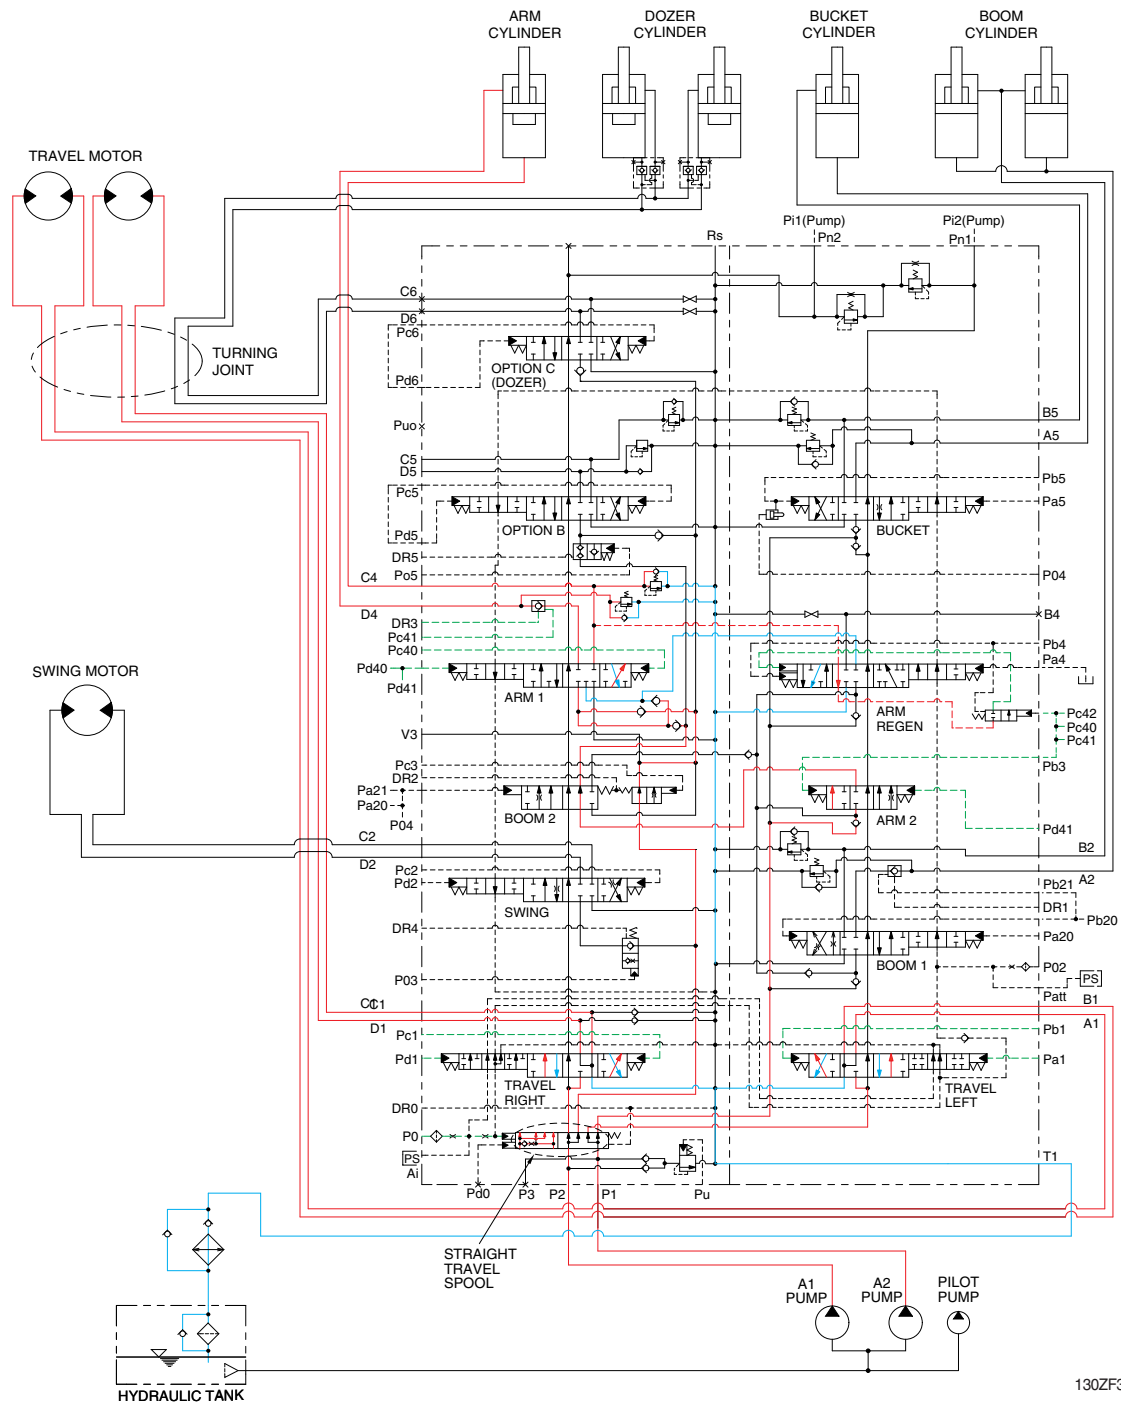 ARM
CYLINDER
DOZER
CYLINDER
BUCKET
CYLINDER
BOOM
CYLINDER
TRAVEL MOTOR
TURNING
JOINT
Rs
Pi1(Pump)
Pn2
Pi2(Pump)
Pn1
C6
D6
Pc6
Pd6
OPTION C
(DOZER)
Puo
B5
A5
C5
D5
Pc5
Pd5
OPTION B
BUCKET
Pb5
Pa5
DR5
Po5
P04
C4
D4
DR3
Pc41
Pc40
Pd40
Pd41
ARM 1
B4
Pb4
Pa4
ARM
REGEN
Pc42
Pc40
Pc41
SWING MOTOR
V3
Pc3
DR2
Pa21
Pa20
P04
BOOM 2
Pb3
ARM 2
Pd41
C2
D2
Pc2
Pd2
SWING
B2
A2
Pb21
DR1
Pb20
Pa20
BOOM 1
DR4
P03
P02
PS
Patt
CC1
D1
Pc1
Pd1
TRAVEL
RIGHT
B1
A1
Pb1
Pa1
TRAVEL
LEFT
DR0
P0
PS
Ai
Pd0
P3
P2
P1
Pu
T1
STRAIGHT
TRAVEL
SPOOL
A1
PUMP
A2
PUMP
PILOT
PUMP
HYDRAULIC TANK